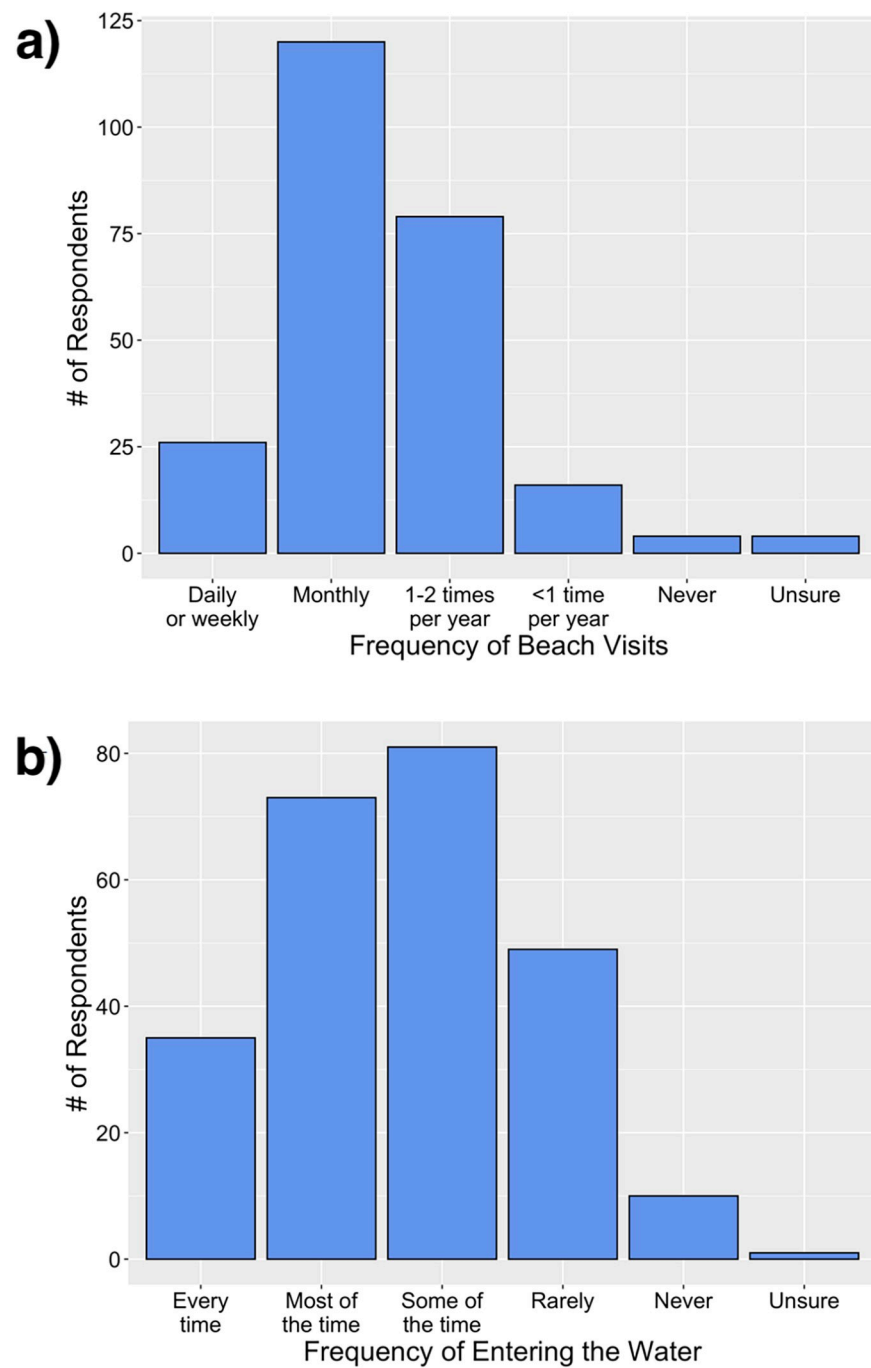 a)
# of Respondents
125
100
75
50
25
0
Daily
or weekly
Monthly
1-2 times
per year
<1 time
per year
Never
Unsure
Frequency of Beach Visits
b)
# of Respondents
80
60
40
20
0
Every
time
Most of
the time
Some of
the time
Rarely
Never
Unsure
Frequency of Entering the Water